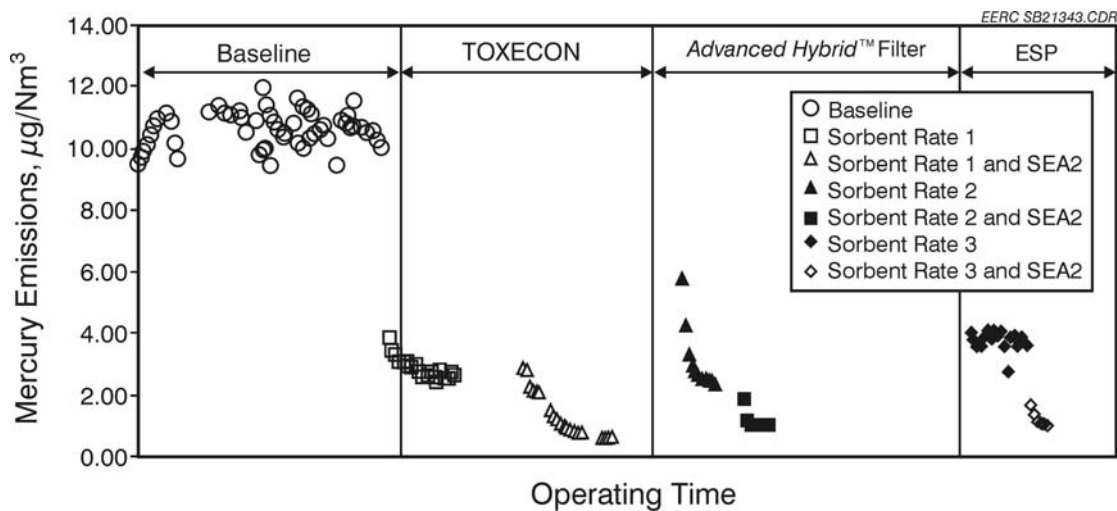 EERC SB21343.CDR
14.00
12.00
10.00
8.00
6.00
4.00
2.00
0.00
Mercury Emissions, µg/Nm³
Baseline
TOXECON
Advanced Hybrid™ Filter
ESP
Baseline
Sorbent Rate 1
Sorbent Rate 1 and SEA2
Sorbent Rate 2
Sorbent Rate 2 and SEA2
Sorbent Rate 3
Sorbent Rate 3 and SEA2
Operating Time